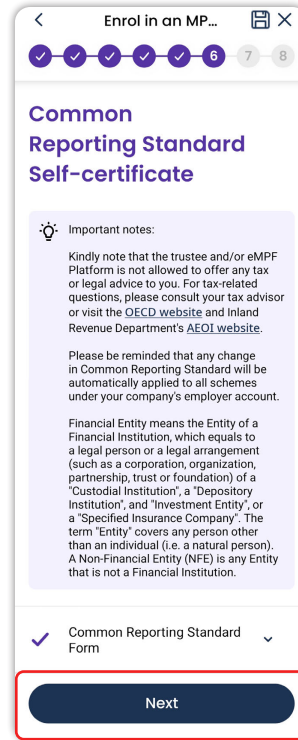 Enrol in an MP...
6 7 8
Common
Reporting Standard
Self-certificate
Important notes:
Kindly note that the trustee and/or eMPF
Platform is not allowed to offer any tax
or legal advice to you. For tax-related
questions, please consult your tax advisor
or visit the OECD website and Inland
Revenue Department's AEOI website.
Please be reminded that any change
in Common Reporting Standard will be
automatically applied to all schemes
under your company's employer account.
Financial Entity means the Entity of a
Financial Institution, which equals to
a legal person or a legal arrangement
(such as a corporation, organization,
partnership, trust or foundation) of a
"Custodial Institution", a "Depository
Institution", and "Investment Entity", or
a "Specified Insurance Company". The
term "Entity" covers any person other
than an individual (i.e. a natural person).
A Non-Financial Entity (NFE) is any Entity
that is not a Financial Institution.
Common Reporting Standard
Form
Next